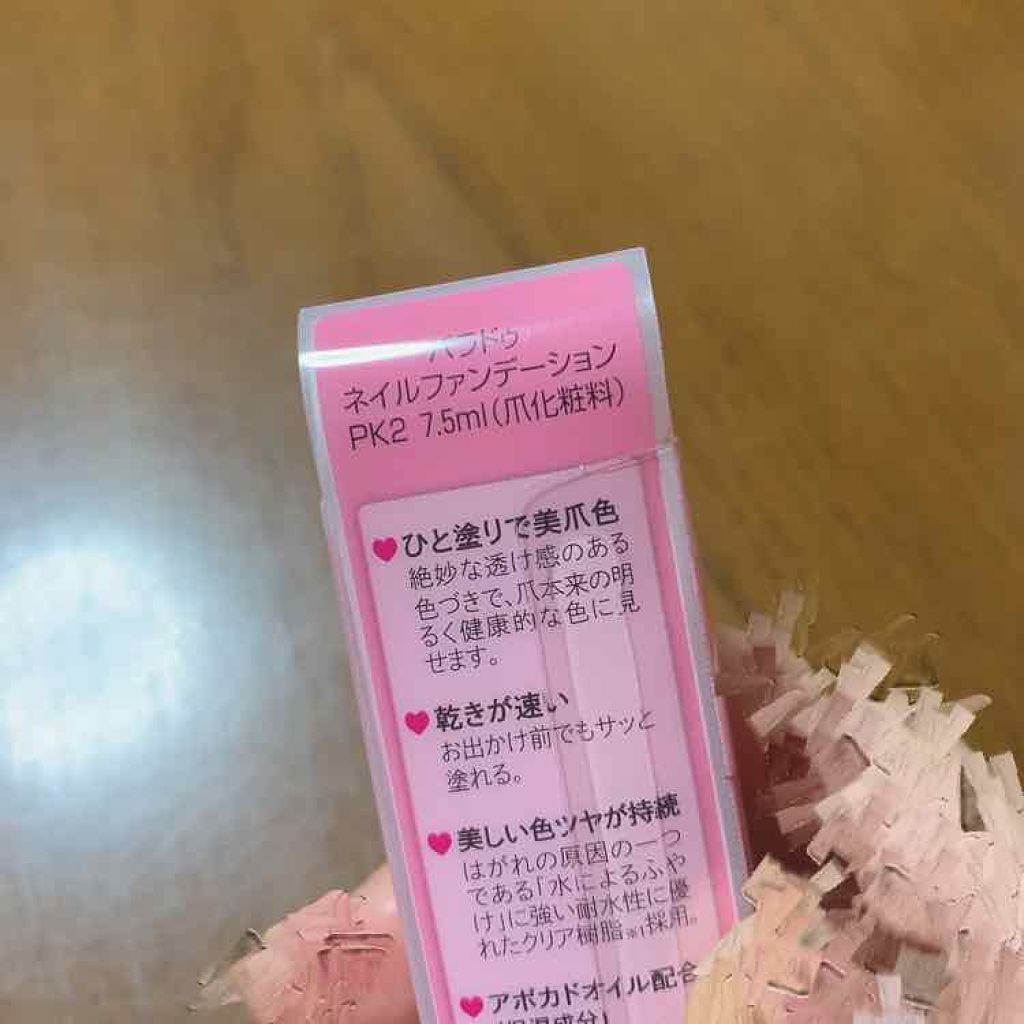 パラドゥ
ネイルファンデーション
PK2 7.5ml(爪化粧料)
ひと塗りで美爪色
絶妙な透け感のある
色づきで、爪本来の明
るく健康的な色に見
せます。
乾きが速い
お出かけ前でもサッと
塗れる。
美しい色ツヤが持続
はがれの原因の一つ
である「水によるふや
け」に強い耐水性に優
れたクリア樹脂※1採用。
アボカドオイル配合